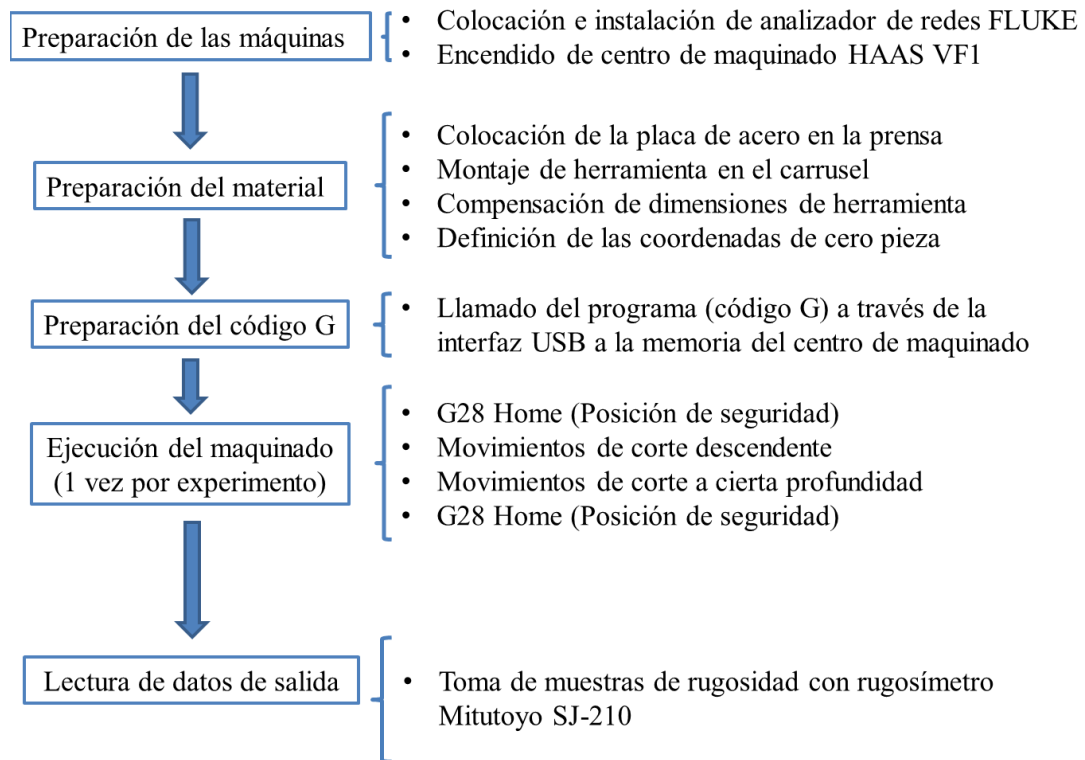 Preparación de las máquinas
• Colocación e instalación de analizador de redes FLUKE
• Encendido de centro de maquinado HAAS VF1
Preparación del material
• Colocación de la placa de acero en la prensa
• Montaje de herramienta en el carrusel
• Compensación de dimensiones de herramienta
• Definición de las coordenadas de cero pieza
Preparación del código G
• Llamado del programa (código G) a través de la
interfaz USB a la memoria del centro de maquinado
Ejecución del maquinado
(1 vez por experimento)
• G28 Home (Posición de seguridad)
• Movimientos de corte descendente
• Movimientos de corte a cierta profundidad
• G28 Home (Posición de seguridad)
Lectura de datos de salida
• Toma de muestras de rugosidad con rugosímetro
Mitutoyo SJ-210